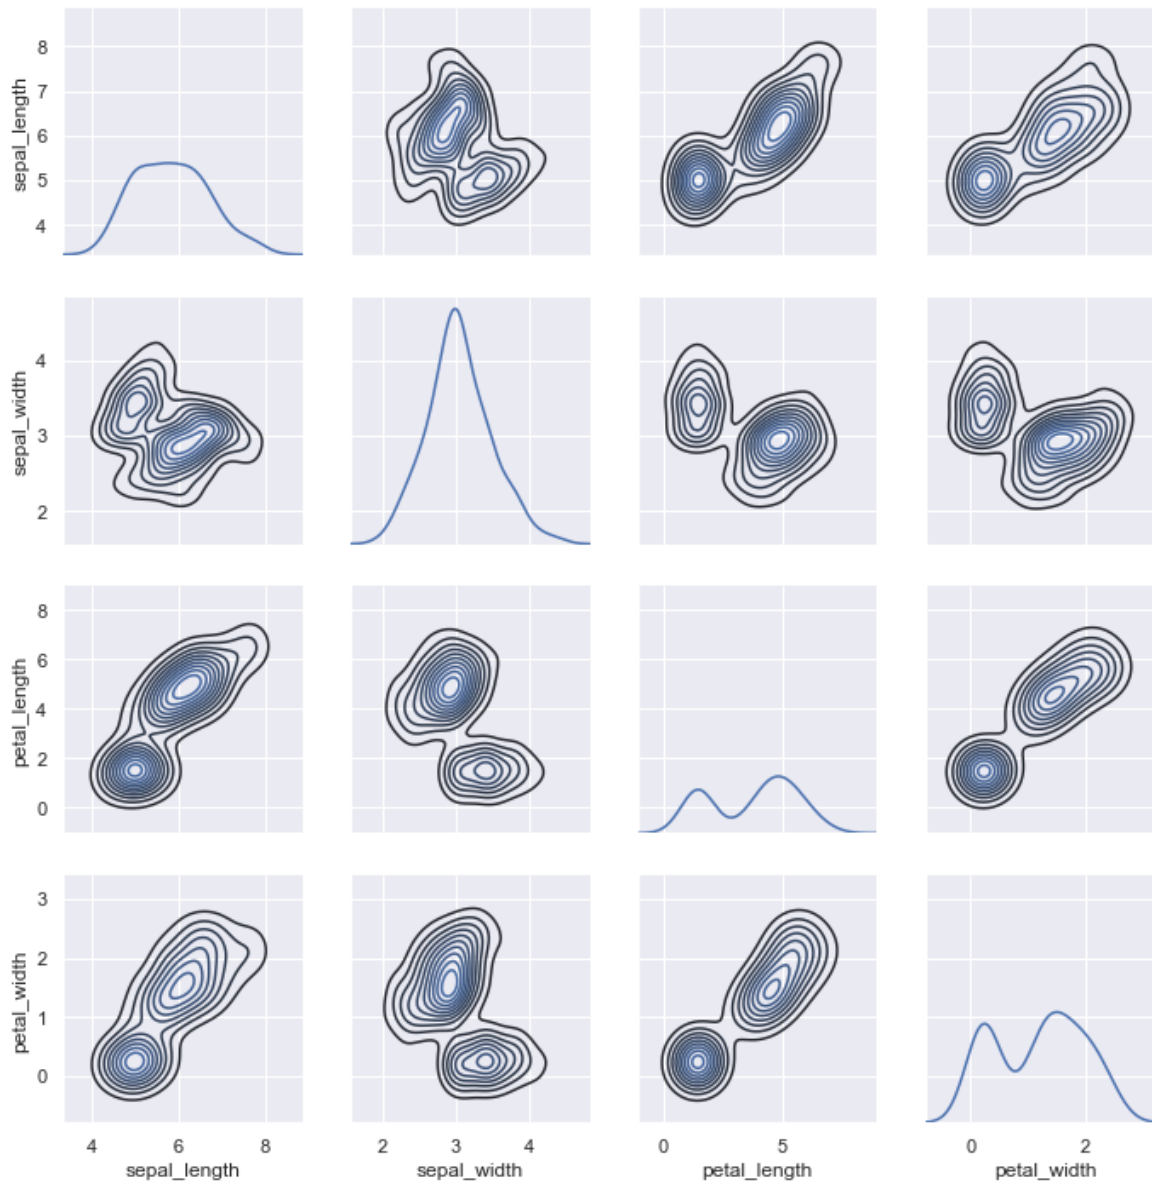 sepal_length
8
7
6
5
4
sepal_width
4
3
2
petal_length
8
6
4
2
0
petal_width
3
2
1
0
4 6 8 2 3 4 0 5 0 2
sepal_length sepal_width petal_length petal_width